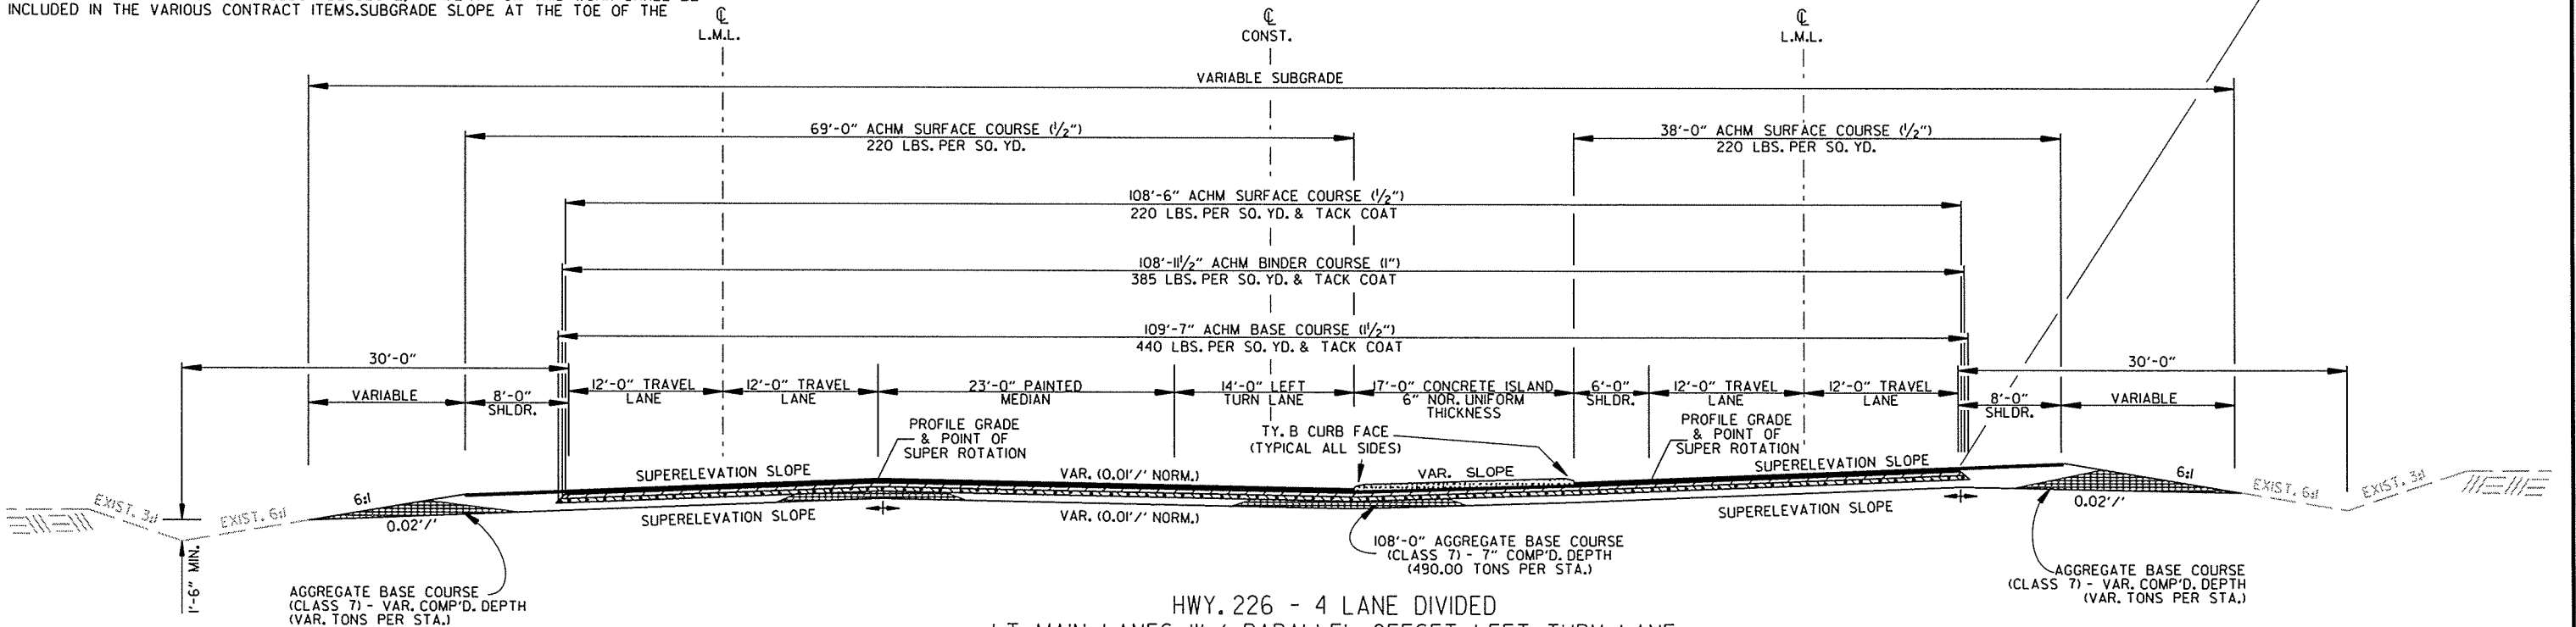 INCLUDED IN THE VARIOUS CONTRACT ITEMS.SUBGRADE SLOPE AT THE TOE OF THE
℄
L.M.L.
℄
CONST.
℄
L.M.L.
VARIABLE SUBGRADE
69'-0" ACHM SURFACE COURSE (1/2")
220 LBS. PER SQ. YD.
38'-0" ACHM SURFACE COURSE (1/2")
220 LBS. PER SQ. YD.
108'-6" ACHM SURFACE COURSE (1/2")
220 LBS. PER SQ. YD. & TACK COAT
108'-11 1/2" ACHM BINDER COURSE (1")
385 LBS. PER SQ. YD. & TACK COAT
109'-7" ACHM BASE COURSE (1 1/2")
440 LBS. PER SQ. YD. & TACK COAT
30'-0"
30'-0"
VARIABLE
8'-0"
SHLDR.
12'-0" TRAVEL
LANE
12'-0" TRAVEL
LANE
23'-0" PAINTED
MEDIAN
14'-0" LEFT
TURN LANE
17'-0" CONCRETE ISLAND
6" NOR. UNIFORM
THICKNESS
6'-0"
SHLDR.
12'-0" TRAVEL
LANE
12'-0" TRAVEL
LANE
8'-0"
SHLDR.
VARIABLE
PROFILE GRADE
& POINT OF
SUPER ROTATION
TY. B CURB FACE
(TYPICAL ALL SIDES)
PROFILE GRADE
& POINT OF
SUPER ROTATION
SUPERELEVATION SLOPE
VAR. (0.01'/' NORM.)
VAR. SLOPE
SUPERELEVATION SLOPE
EXIST. 3:1
EXIST. 6:1
6:1
0.02'/'
SUPERELEVATION SLOPE
VAR. (0.01'/' NORM.)
SUPERELEVATION SLOPE
6:1
0.02'/'
EXIST. 6:1
EXIST. 3:1
1'-6" MIN.
AGGREGATE BASE COURSE
(CLASS 7) - VAR. COMP'D. DEPTH
(VAR. TONS PER STA.)
108'-0" AGGREGATE BASE COURSE
(CLASS 7) - 7" COMP'D. DEPTH
(490.00 TONS PER STA.)
AGGREGATE BASE COURSE
(CLASS 7) - VAR. COMP'D. DEPTH
(VAR. TONS PER STA.)
HWY. 226 - 4 LANE DIVIDED
LT. MAIN LANES W/ PARALLEL OFFSET LEFT TURN LANE